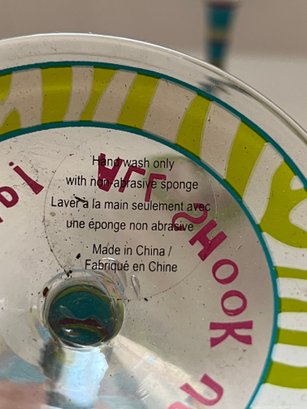 Hand wash only
with non-abrasive sponge
Laver à la main seulement avec
une éponge non abrasive
Made in China /
Fabriqué en Chine
SHOOK